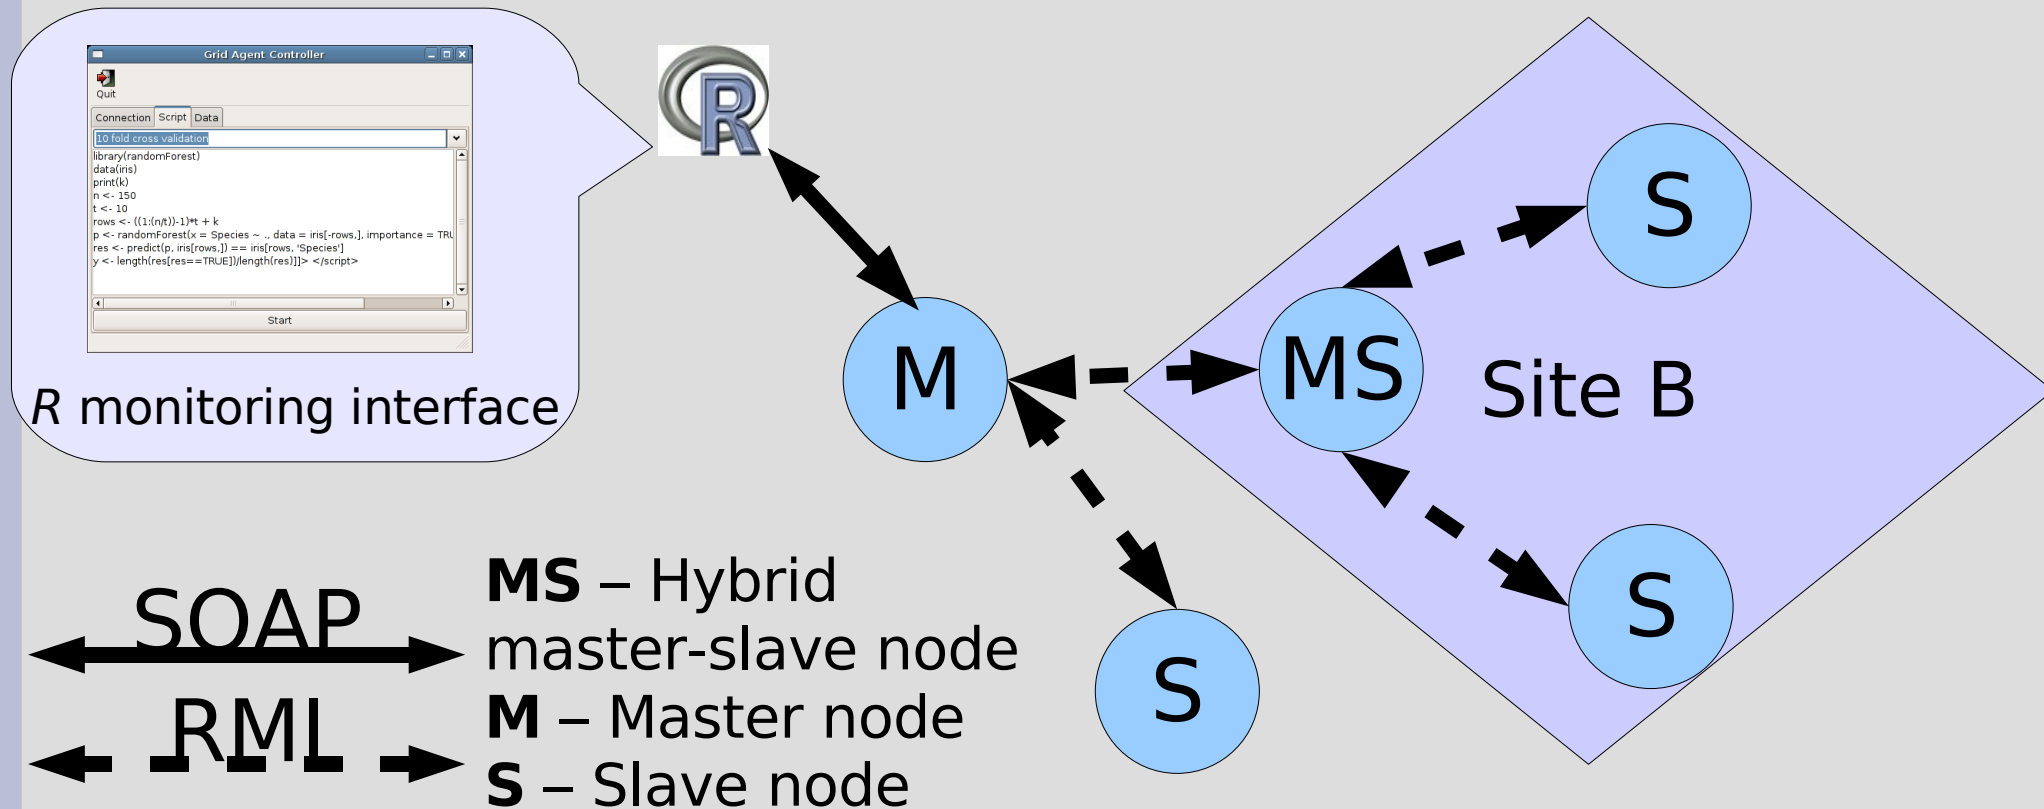 Grid Agent Controller
Quit
Connection Script Data
10 fold cross validation
library(randomForest)
data(iris)
print(k)
n <- 150
t <- 10
rows <- ((1:(n/t))-1)*t + k
p <- randomForest(x = Species ~ ., data = iris[-rows,], importance = TRU
res <- predict(p, iris[rows,]) == iris[rows, 'Species']
y <- length(res[res==TRUE])/length(res)]]> </script>
Start
R monitoring interface
R
M
MS
S
Site B
S
S
SOAP
RMI
MS – Hybrid
master-slave node
M – Master node
S – Slave node